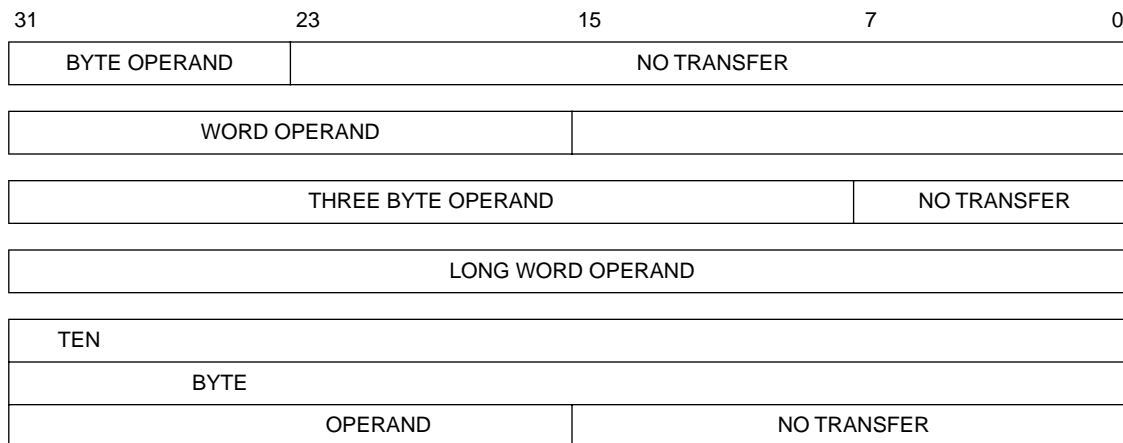 31 23 15 7 0
BYTE OPERAND NO TRANSFER
WORD OPERAND
THREE BYTE OPERAND NO TRANSFER
LONG WORD OPERAND
TEN
BYTE
OPERAND NO TRANSFER